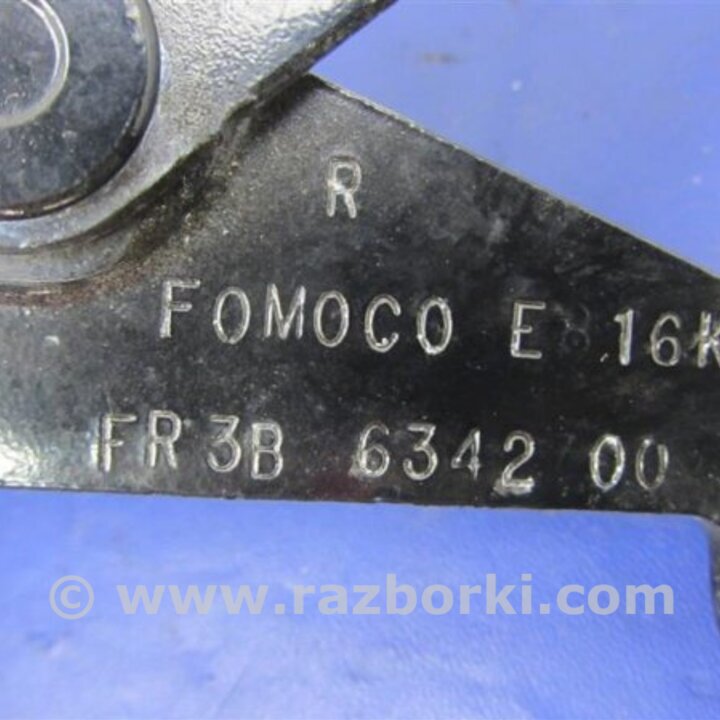 R
FOMOCO E 16K
FR3B 6342 00
© www.razborki.com